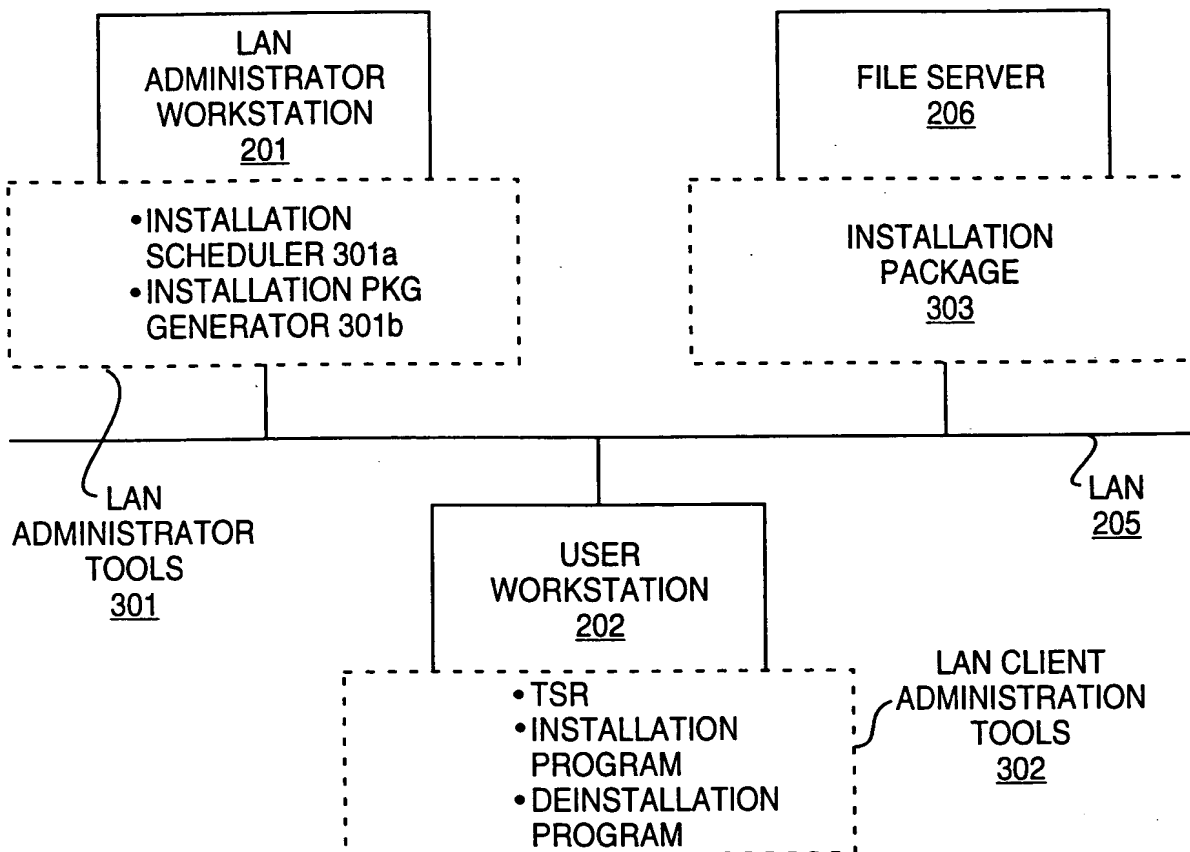 LAN
ADMINISTRATOR
WORKSTATION
201
•INSTALLATION
SCHEDULER 301a
•INSTALLATION PKG
GENERATOR 301b
FILE SERVER
206
INSTALLATION
PACKAGE
303
LAN
ADMINISTRATOR
TOOLS
301
LAN
205
USER
WORKSTATION
202
•TSR
•INSTALLATION
PROGRAM
•DEINSTALLATION
PROGRAM
LAN CLIENT
ADMINISTRATION
TOOLS
302